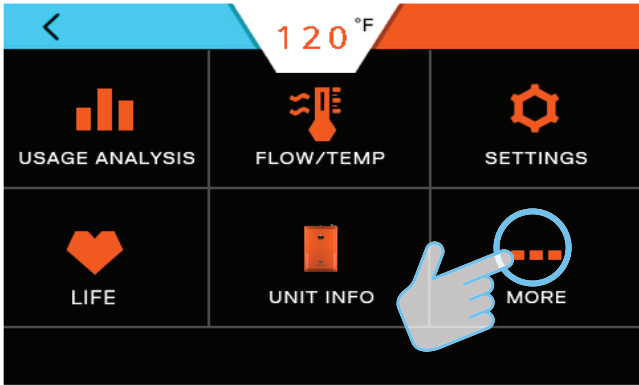 120 °F
USAGE ANALYSIS
FLOW/TEMP
SETTINGS
LIFE
UNIT INFO
MORE